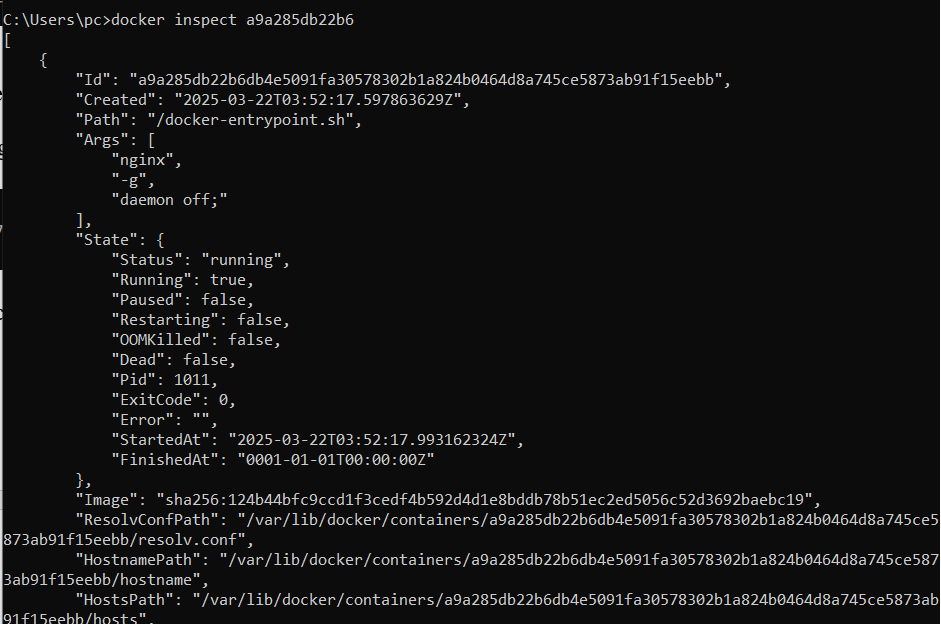 C:\Users\pc>docker inspect a9a285db22b6
[
    {
        "Id": "a9a285db22b6db4e5091fa30578302b1a824b0464d8a745ce5873ab91f15eebb",
        "Created": "2025-03-22T03:52:17.597863629Z",
        "Path": "/docker-entrypoint.sh",
        "Args": [
            "nginx",
            "-g",
            "daemon off;"
        ],
        "State": {
            "Status": "running",
            "Running": true,
            "Paused": false,
            "Restarting": false,
            "OOMKilled": false,
            "Dead": false,
            "Pid": 1011,
            "ExitCode": 0,
            "Error": "",
            "StartedAt": "2025-03-22T03:52:17.993162324Z",
            "FinishedAt": "0001-01-01T00:00:00Z"
        },
        "Image": "sha256:124b44bfc9ccd1f3cedf4b592d4d1e8bddb78b51ec2ed5056c52d3692baebc19",
        "ResolvConfPath": "/var/lib/docker/containers/a9a285db22b6db4e5091fa30578302b1a824b0464d8a745ce5
873ab91f15eebb/resolv.conf",
        "HostnamePath": "/var/lib/docker/containers/a9a285db22b6db4e5091fa30578302b1a824b0464d8a745ce587
3ab91f15eebb/hostname",
        "HostsPath": "/var/lib/docker/containers/a9a285db22b6db4e5091fa30578302b1a824b0464d8a745ce5873ab
91f15eebb/hosts",